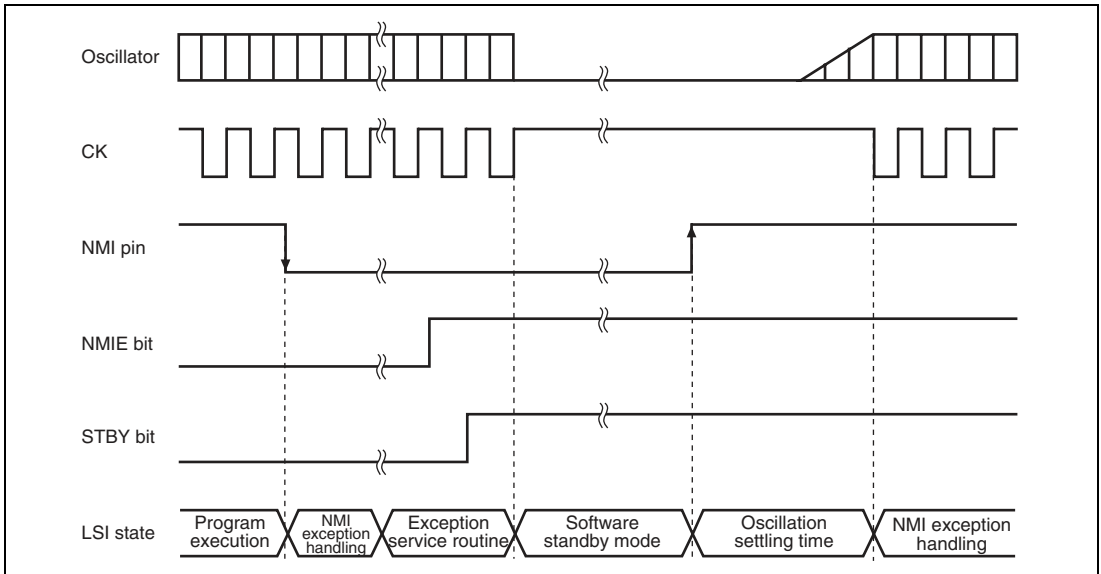 Oscillator
CK
NMI pin
NMIE bit
STBY bit
LSI state
Program
execution
NMI
exception
handling
Exception
service routine
Software
standby mode
Oscillation
settling time
NMI exception
handling